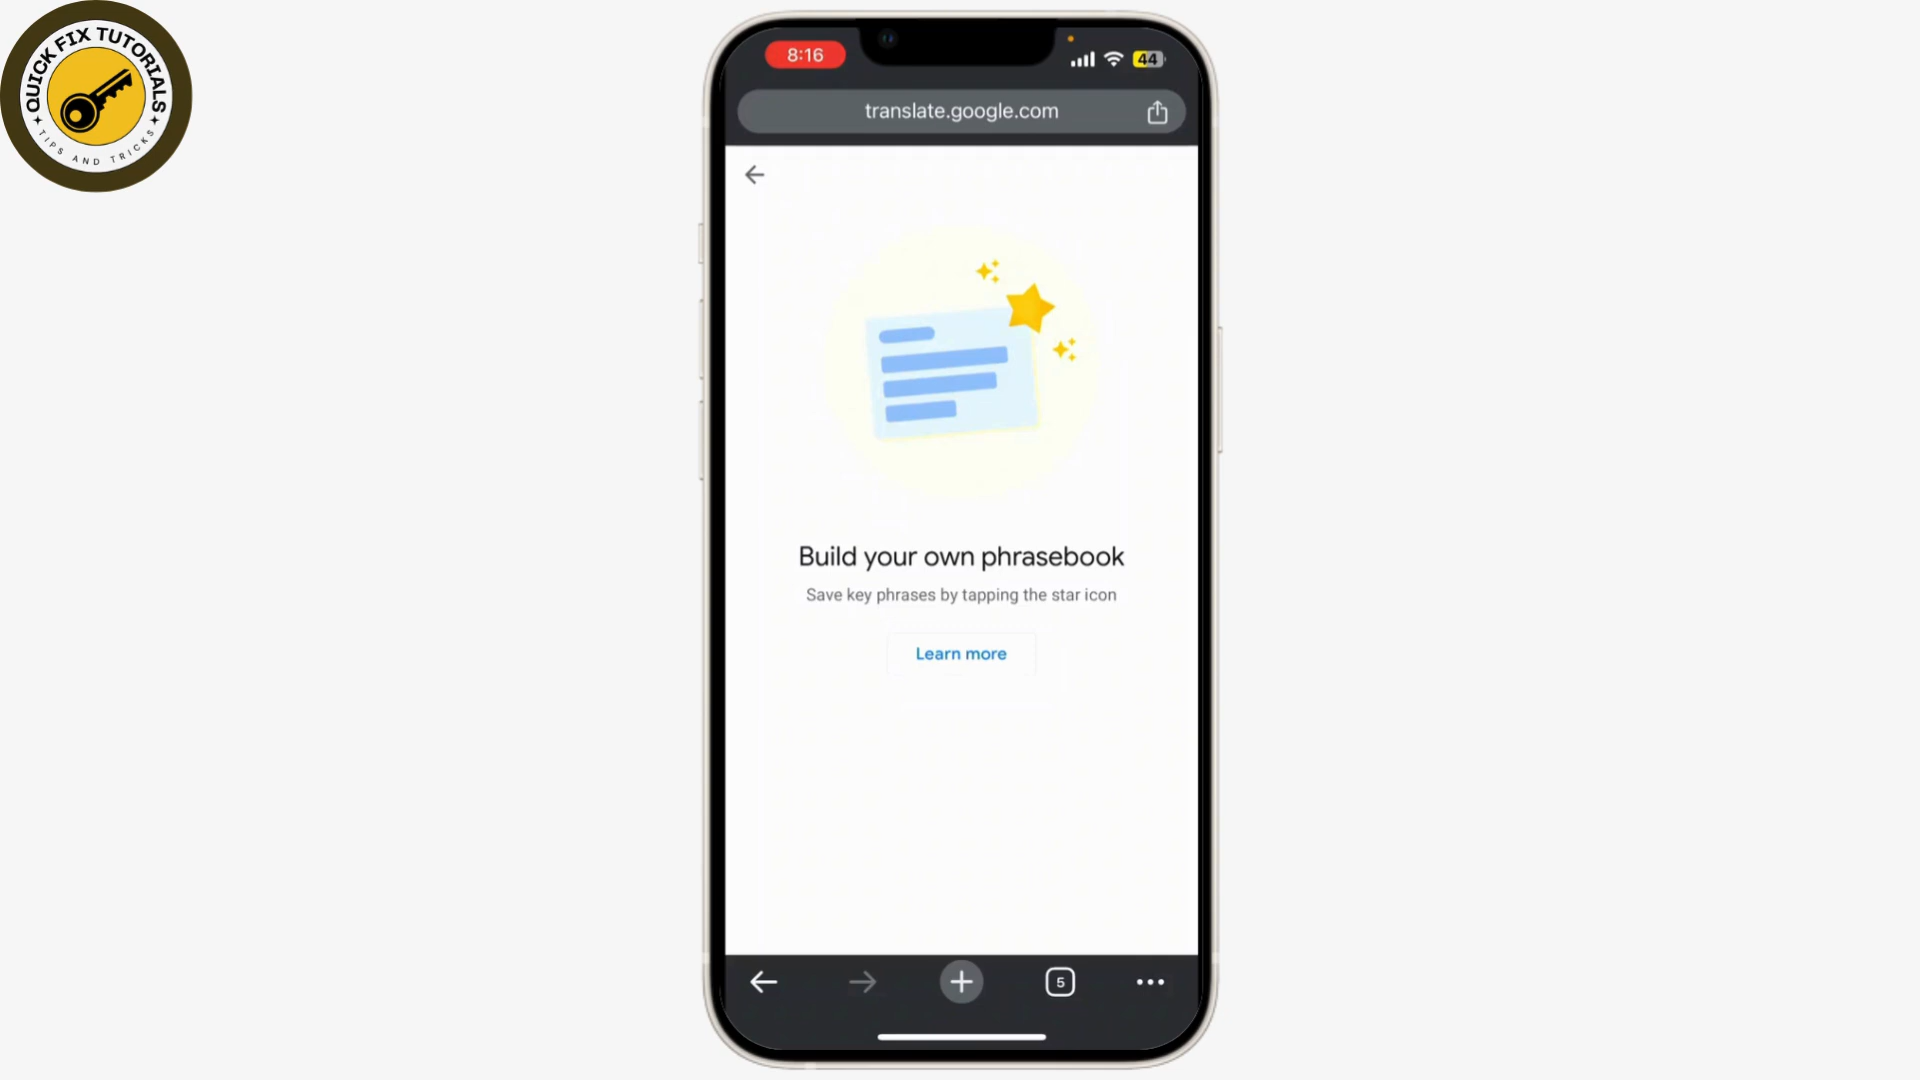 QUICK FIX TUTORIALS
TIPS AND TRICKS
8:16
44
translate.google.com
Build your own phrasebook
Save key phrases by tapping the star icon
Learn more
5